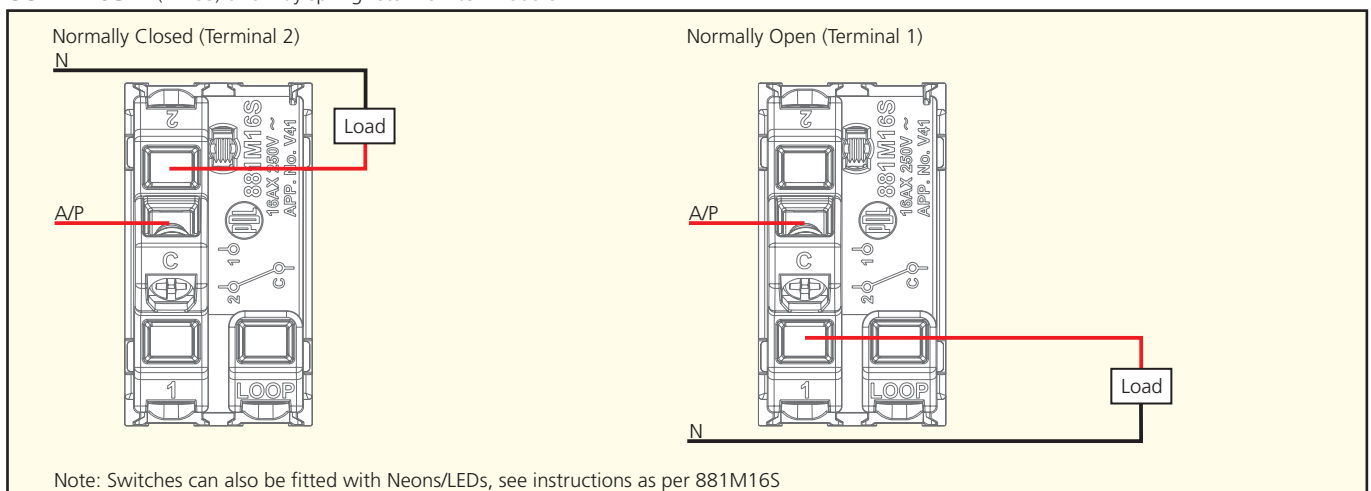 Normally Closed (Terminal 2)
N
Load
A/P
2
881M16S
16AX 250V ~
APP. No. V41
PDL
C
1
2
C
1
LOOP
Normally Open (Terminal 1)
A/P
2
881M16S
16AX 250V ~
APP. No. V41
PDL
C
1
2
C
1
LOOP
Load
N
Note: Switches can also be fitted with Neons/LEDs, see instructions as per 881M16S